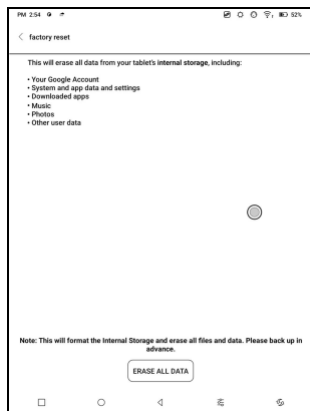 PM 2:54 52%
factory reset
This will erase all data from your tablet's internal storage, including:
• Your Google Account
• System and app data and settings
• Downloaded apps
• Music
• Photos
• Other user data
Note: This will format the Internal Storage and erase all files and data. Please back up in
advance.
ERASE ALL DATA